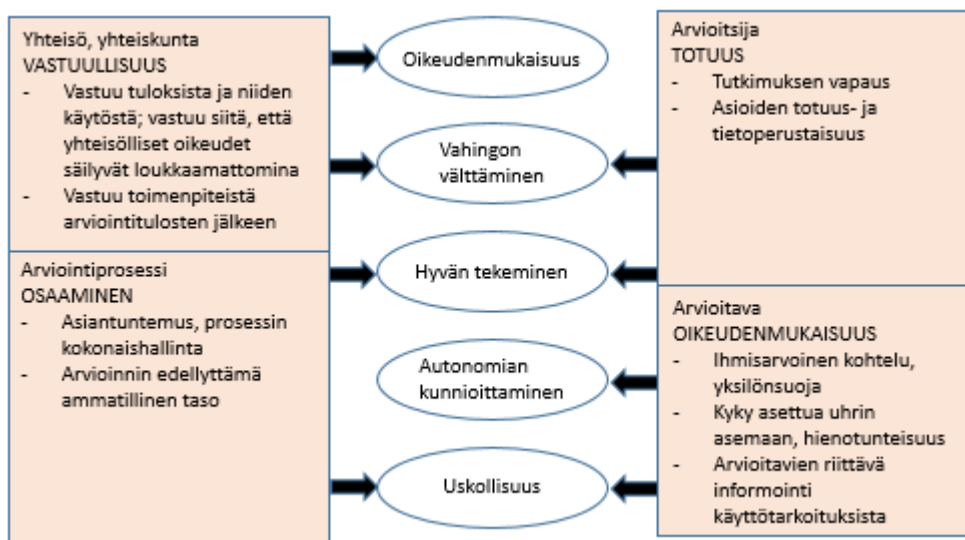 Yhteisö, yhteiskunta
VASTUULLISUUS
- Vastuu tuloksista ja niiden
käytöstä; vastuu siitä, että
yhteisölliset oikeudet
säilyvät loukkaamattomina
- Vastuu toimenpiteistä
arviointitulosten jälkeen
Arviointiprosessi
OSAAMINEN
- Asiantuntemus, prosessin
kokonaishallinta
- Arvioinnin edellyttämä
ammatillinen taso
Oikeudenmukaisuus
Vahingon
välttäminen
Hyvän tekeminen
Autonomian
kunnioittaminen
Uskollisuus
Arvioitsija
TOTUUS
- Tutkimuksen vapaus
- Asioiden totuus- ja
tietoperustaisuus
Arvioitava
OIKEUDENMUKAISUUS
- Ihmisarvoinen kohtelu,
yksilönsuoja
- Kyky asettua uhrin
asemaan, hienotunteisuus
- Arvioitavien riittävä
informointi
käyttötarkoituksista